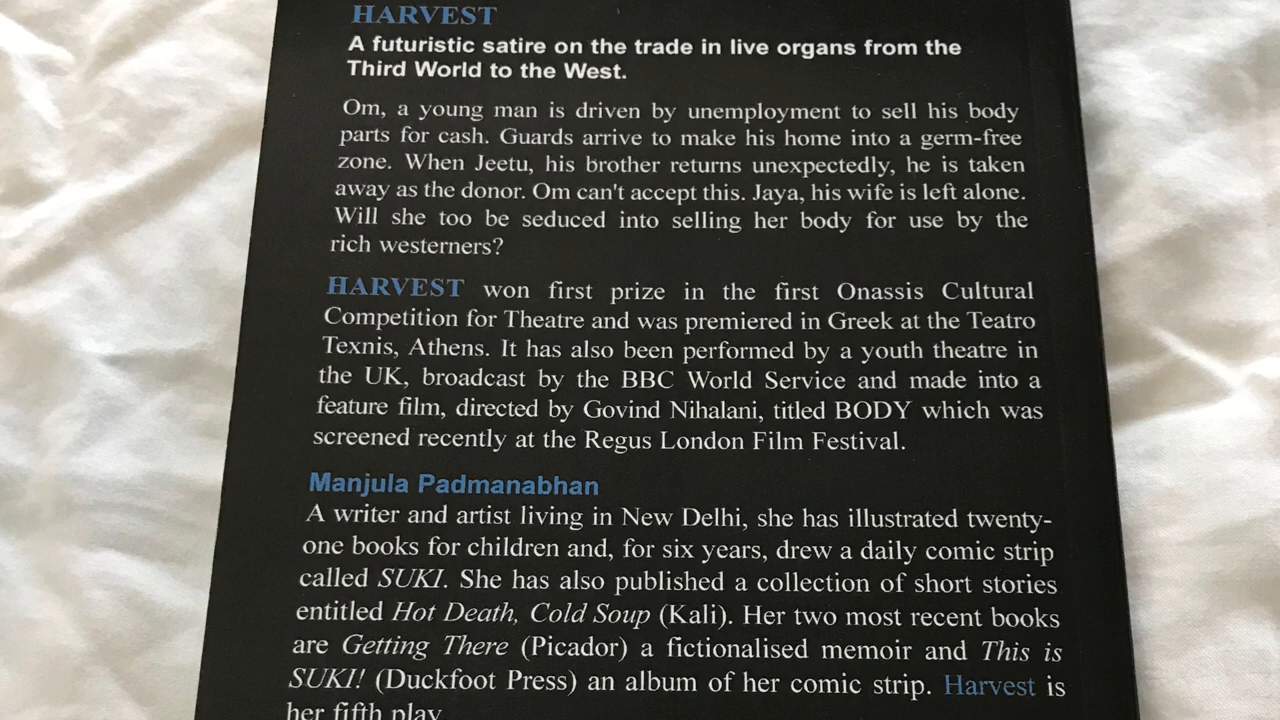 HARVEST
A futuristic satire on the trade in live organs from the
Third World to the West.
Om, a young man is driven by unemployment to sell his body
parts for cash. Guards arrive to make his home into a germ-free
zone. When Jeetu, his brother returns unexpectedly, he is taken
away as the donor. Om can't accept this. Jaya, his wife is left alone.
Will she too be seduced into selling her body for use by the
rich westerners?
HARVEST won first prize in the first Onassis Cultural
Competition for Theatre and was premiered in Greek at the Teatro
Texnis, Athens. It has also been performed by a youth theatre in
the UK, broadcast by the BBC World Service and made into a
feature film, directed by Govind Nihalani, titled BODY which was
screened recently at the Regus London Film Festival.
Manjula Padmanabhan
A writer and artist living in New Delhi, she has illustrated twenty-
one books for children and, for six years, drew a daily comic strip
called SUKI. She has also published a collection of short stories
entitled Hot Death, Cold Soup (Kali). Her two most recent books
are Getting There (Picador) a fictionalised memoir and This is
SUKI! (Duckfoot Press) an album of her comic strip. Harvest is
her fifth play